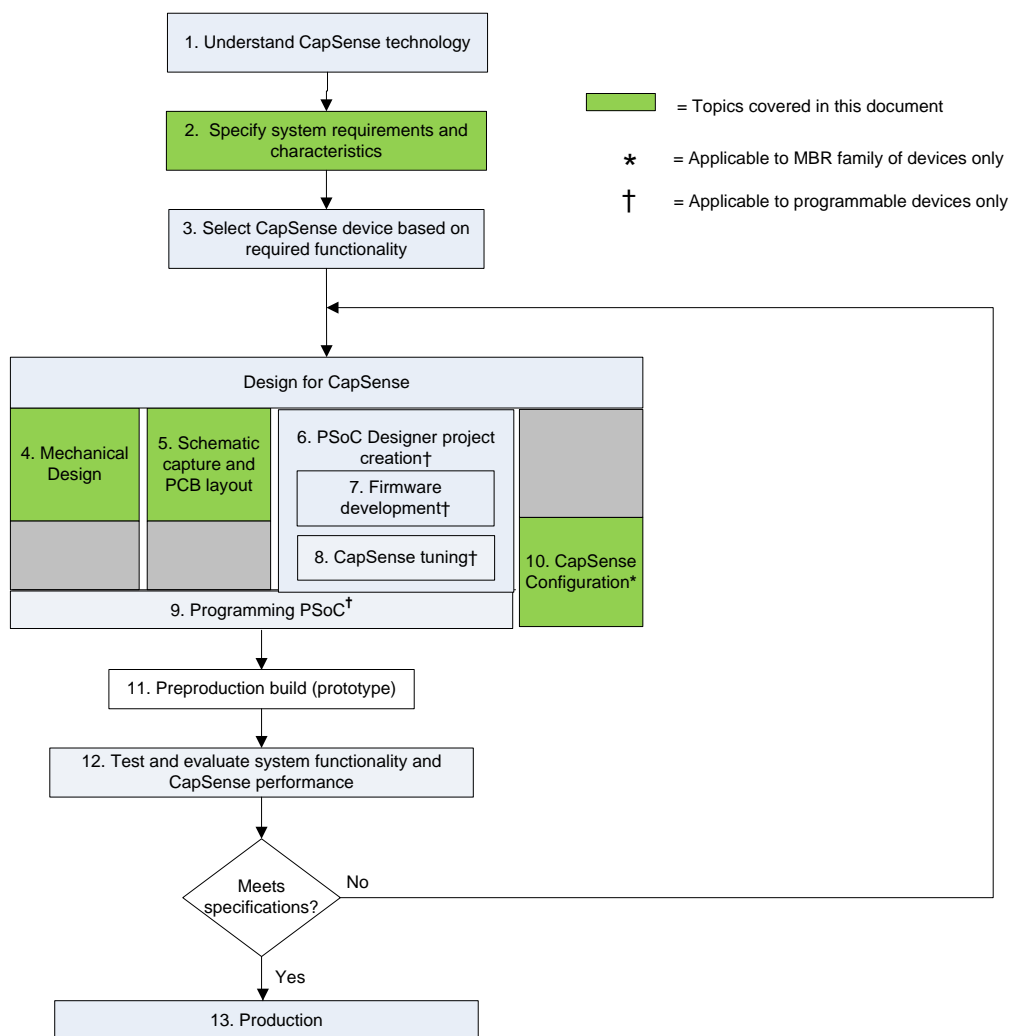 1. Understand CapSense technology
= Topics covered in this document
2. Specify system requirements and
characteristics
* = Applicable to MBR family of devices only
† = Applicable to programmable devices only
3. Select CapSense device based on
required functionality
Design for CapSense
4. Mechanical
Design
5. Schematic
capture and
PCB layout
6. PSoC Designer project
creation†
7. Firmware
development†
8. CapSense tuning†
10. CapSense
Configuration*
9. Programming PSoC†
11. Preproduction build (prototype)
12. Test and evaluate system functionality and
CapSense performance
Meets
specifications?
No
Yes
13. Production